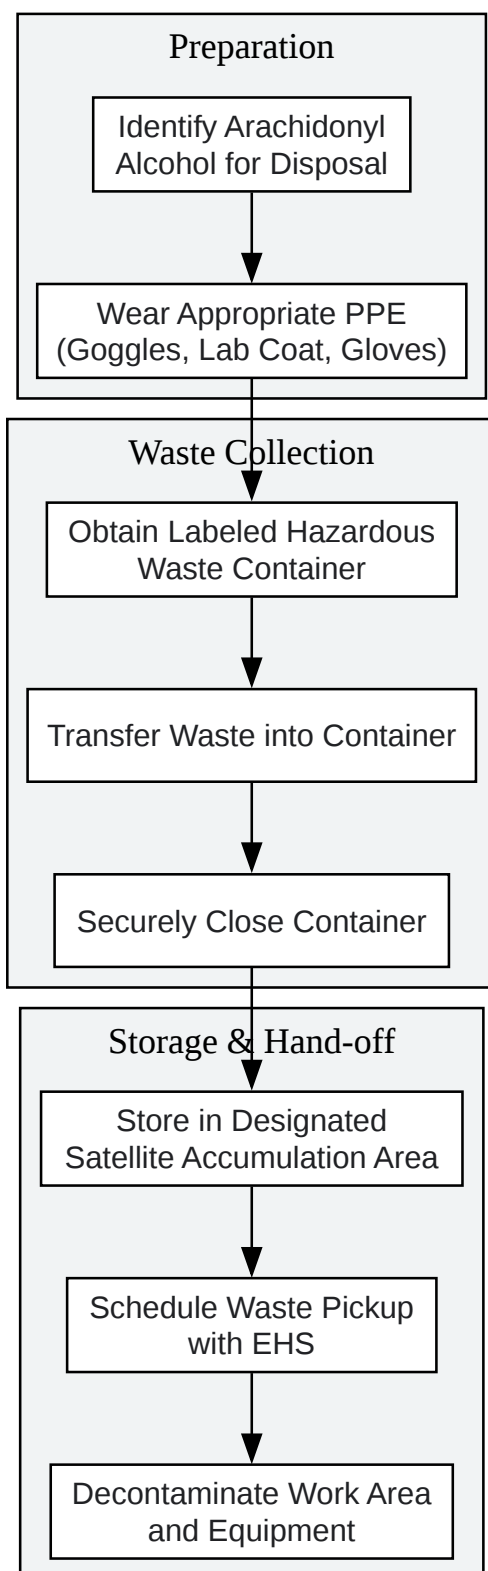 Preparation
Identify Arachidonyl
Alcohol for Disposal
Wear Appropriate PPE
(Goggles, Lab Coat, Gloves)
Waste Collection
Obtain Labeled Hazardous
Waste Container
Transfer Waste into Container
Securely Close Container
Storage & Hand-off
Store in Designated
Satellite Accumulation Area
Schedule Waste Pickup
with EHS
Decontaminate Work Area
and Equipment